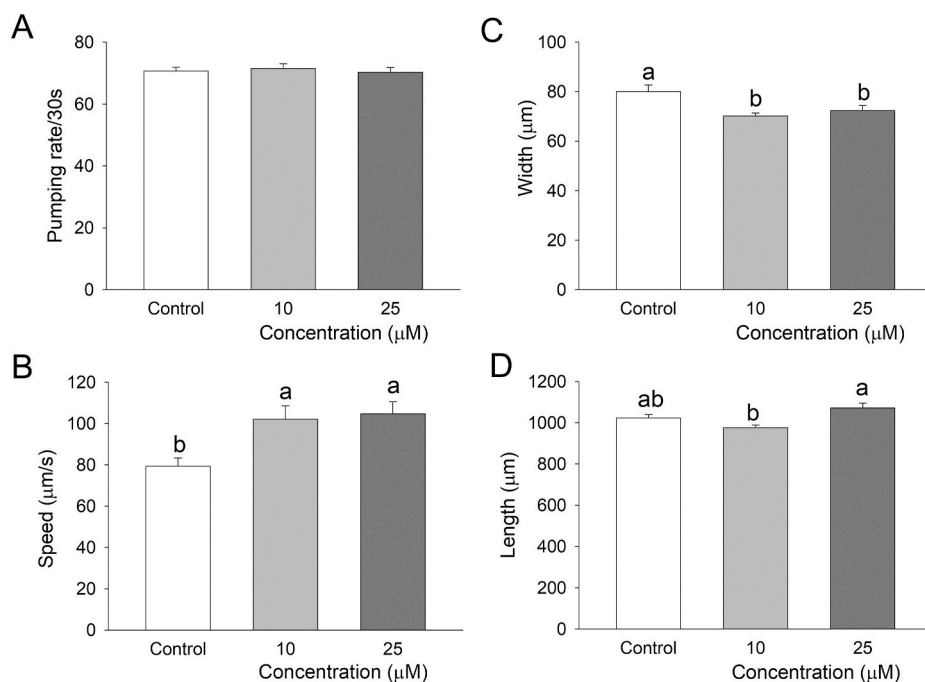 A
Pumping rate/30s
80
60
40
20
0
Control 10 25
Concentration (μM)
B
Speed (μm/s)
120
100
80
60
40
20
0
b a a
Control 10 25
Concentration (μM)
C
Width (μm)
100
80
60
40
20
0
a b b
Control 10 25
Concentration (μM)
D
Length (μm)
1200
1000
800
600
400
200
0
ab b a
Control 10 25
Concentration (μM)